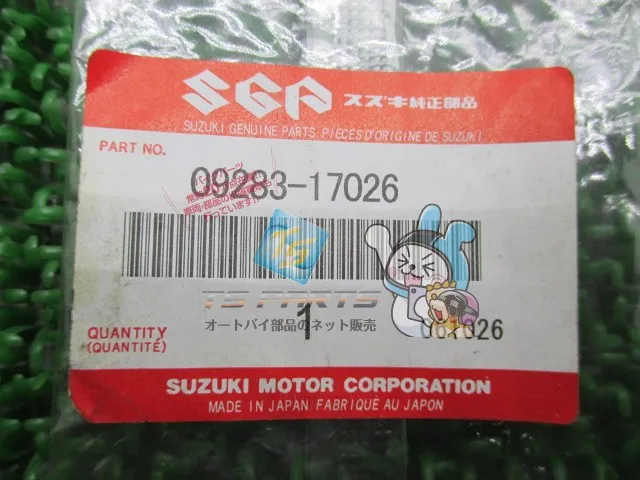 SGP スズキ純正部品
SUZUKI GENUINE PARTS PIECES D'ORIGINE DE SUZUKI
PART NO.
09283-17026
TS PARTS
オートバイ部品のネット販売
QUANTITY
(QUANTITÉ)
1
SUZUKI MOTOR CORPORATION
MADE IN JAPAN FABRIQUÉ AU JAPON